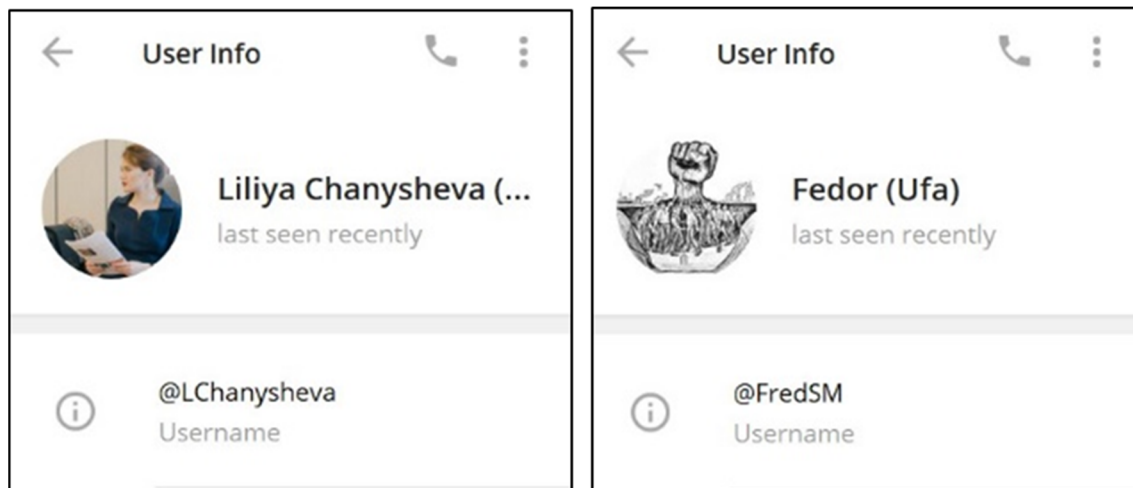 User Info
Liliya Chanysheva (...
last seen recently
@LChanysheva
Username
User Info
Fedor (Ufa)
last seen recently
@FredSM
Username